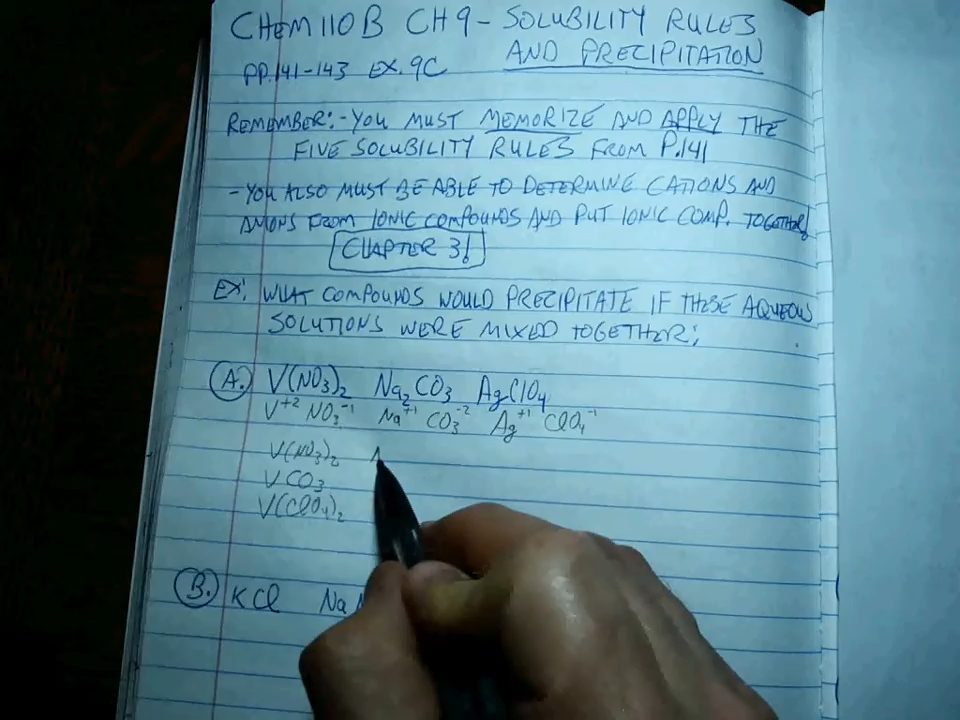 CHEM 110B CH 9 - SOLUBILITY RULES
AND PRECIPITATION
PP. 141-143 EX. 9C
REMEMBER: - YOU MUST MEMORIZE AND APPLY THE
FIVE SOLUBILITY RULES FROM P. 141
- YOU ALSO MUST BE ABLE TO DETERMINE CATIONS AND
ANIONS FROM IONIC COMPOUNDS AND PUT IONIC COMP. TOGETHER!
CHAPTER 3!
EX: WHAT COMPOUNDS WOULD PRECIPITATE IF THESE AQUEOUS
SOLUTIONS WERE MIXED TOGETHER:
A. V(NO₃)₂ Na₂CO₃ AgClO₄
V⁺² NO₃⁻¹ Na⁺¹ CO₃⁻² Ag⁺¹ ClO₄⁻¹
V(NO₃)₂
VCO₃
V(ClO₄)₂
B. KCl Na